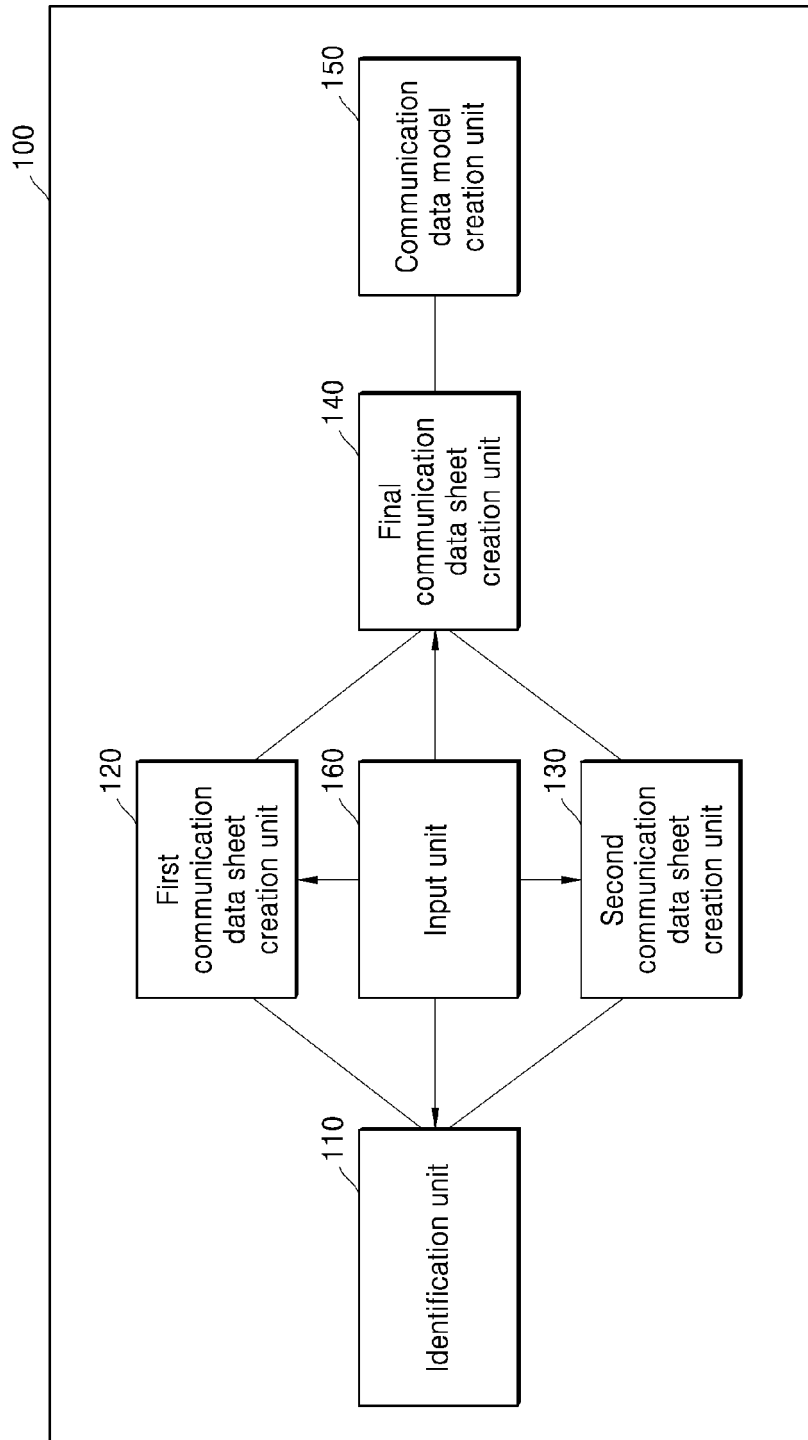 100
110
Identification unit
120
First
communication
data sheet
creation unit
160
Input unit
130
Second
communication
data sheet
creation unit
140
Final
communication
data sheet
creation unit
150
Communication
data model
creation unit